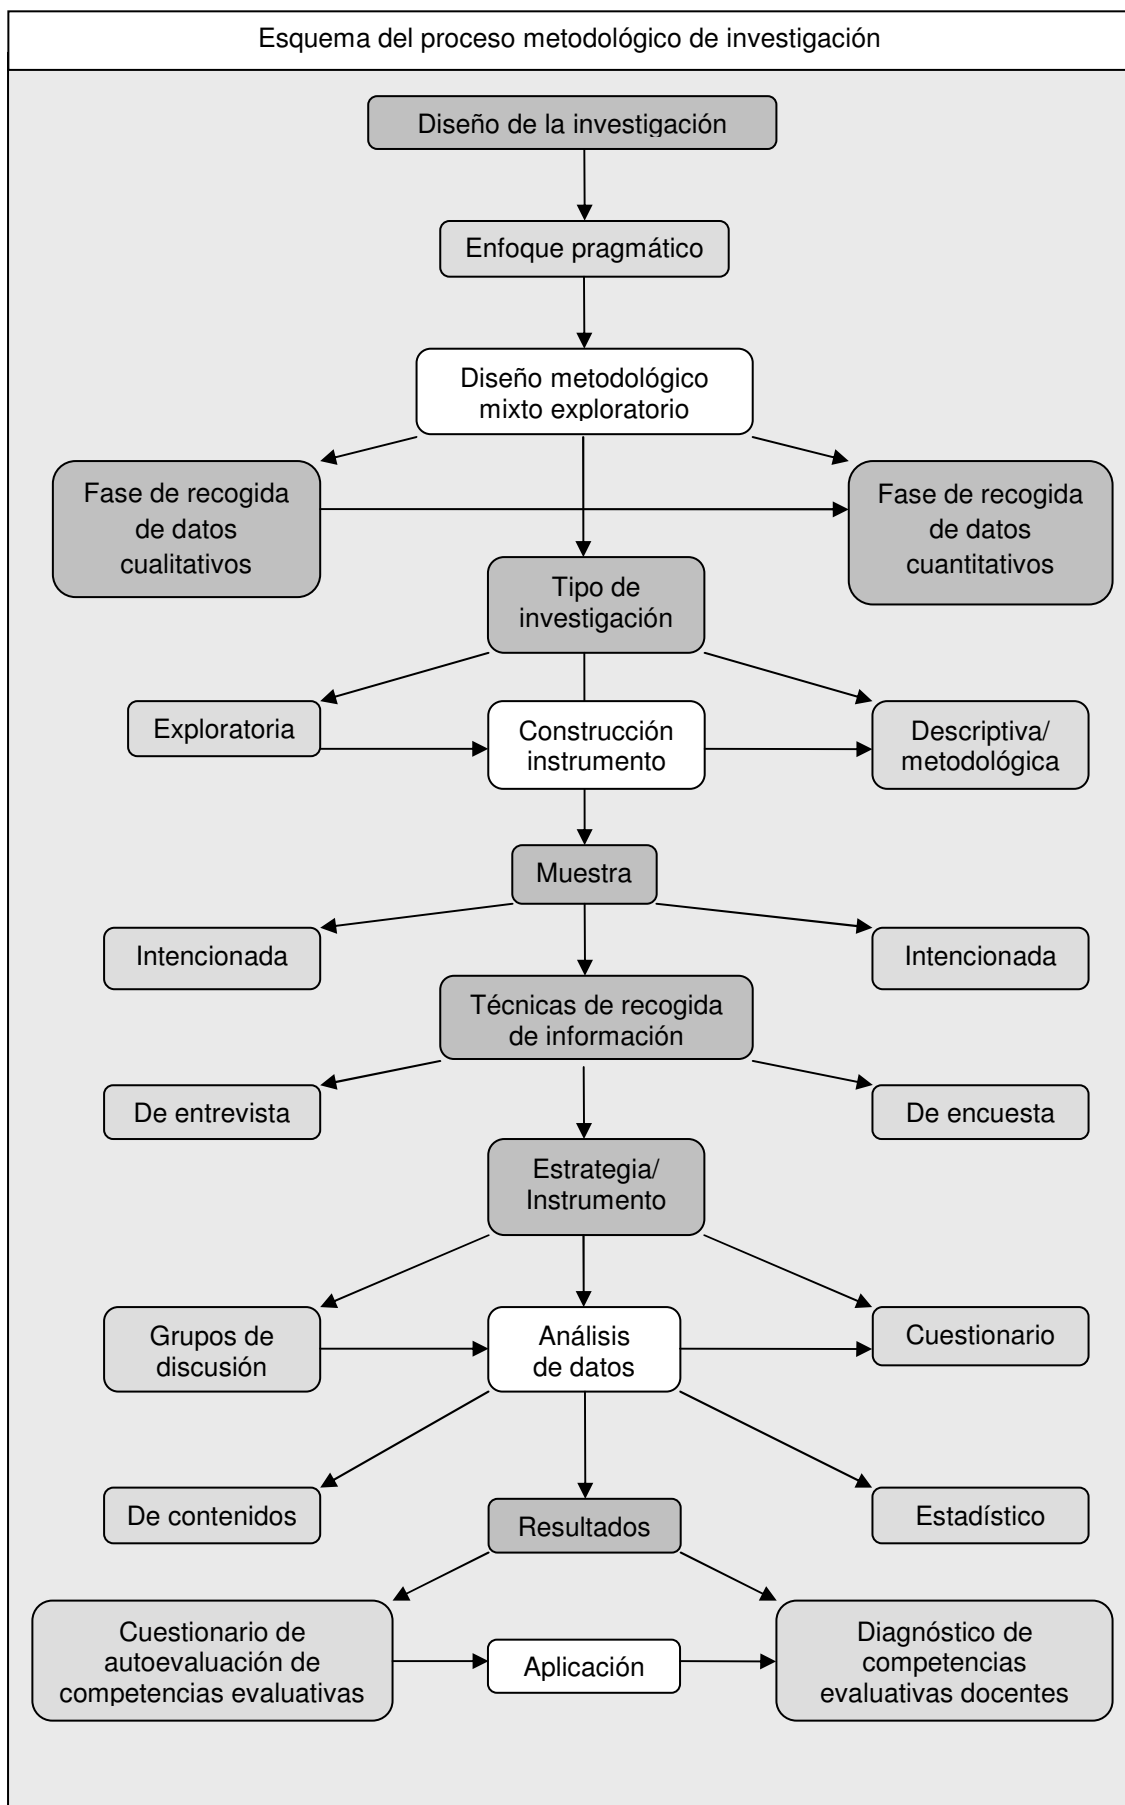 Esquema del proceso metodológico de investigación
Diseño de la investigación
Enfoque pragmático
Diseño metodológico
mixto exploratorio
Fase de recogida
de datos
cualitativos
Fase de recogida
de datos
cuantitativos
Tipo de
investigación
Exploratoria
Construcción
instrumento
Descriptiva/
metodológica
Muestra
Intencionada
Intencionada
Técnicas de recogida
de información
De entrevista
De encuesta
Estrategia/
Instrumento
Grupos de
discusión
Análisis
de datos
Cuestionario
De contenidos
Resultados
Estadístico
Cuestionario de
autoevaluación de
competencias evaluativas
Aplicación
Diagnóstico de
competencias
evaluativas docentes